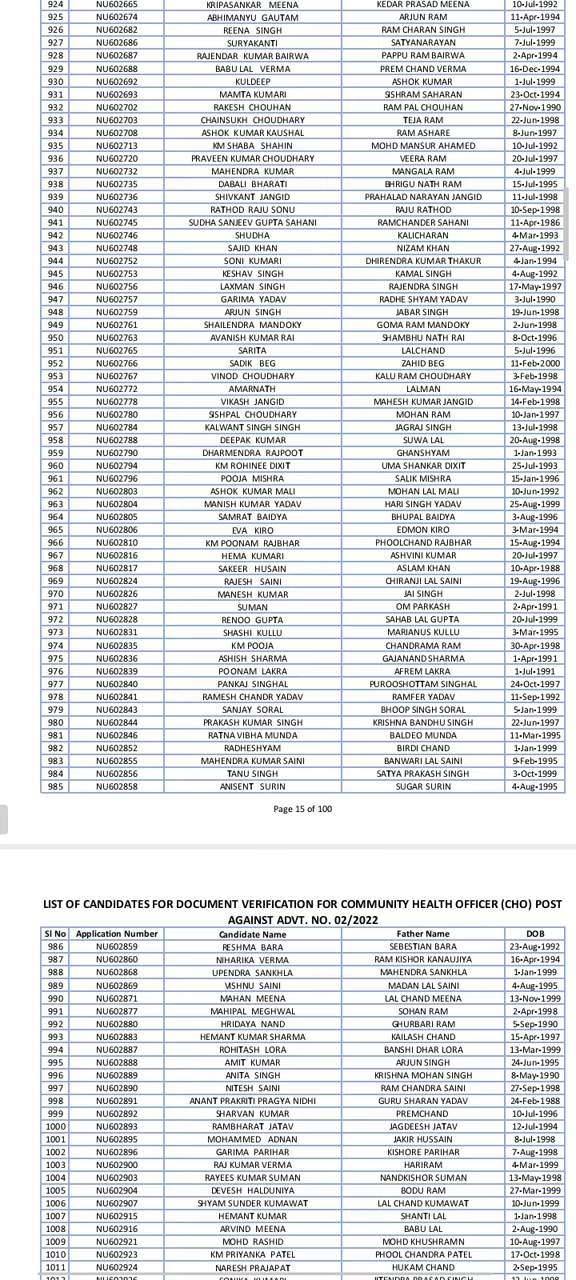 924 NU602665 KRIPASANKAR MEENA KEDAR PRASAD MEENA 10-Jul-1992
925 NU602674 ABHIMANYU GAUTAM ARJUN RAM 11-Apr-1994
926 NU602682 REENA SINGH RAM CHARAN SINGH 5-Jul-1997
927 NU602686 SURYAKANTI SATYANARAYAN 7-Jul-1999
928 NU602687 RAJENDAR KUMAR BAIRWA PAPPU RAM BAIRWA 2-Apr-1994
929 NU602688 BABU LAL VERMA PREM CHAND VERMA 16-Dec-1994
930 NU602692 KULDEEP ASHOK KUMAR 1-Jul-1999
931 NU602693 MAMTA KUMARI SISHRAM SAHARAN 23-Oct-1994
932 NU602702 RAKESH CHOUHAN RAM PAL CHOUHAN 27-Nov-1990
933 NU602703 CHAINSUKH CHOUDHARY TEJA RAM 22-Jun-1998
934 NU602708 ASHOK KUMAR KAUSHAL RAM ASHARE 8-Jun-1997
935 NU602713 KM SHABA SHAHIN MOHD MANSUR AHAMED 10-Jul-1992
936 NU602720 PRAVEEN KUMAR CHOUDHARY VEERA RAM 20-Jul-1997
937 NU602732 MAHENDRA KUMAR MANGALA RAM 4-Jul-1999
938 NU602735 DABALI BHARATI BHRIGU NATH RAM 15-Jul-1995
939 NU602736 SHIVKANT JANGID PRAHALAD NARAYAN JANGID 11-Jul-1998
940 NU602743 RATHOD RAJU SONU RAJU RATHOD 10-Sep-1998
941 NU602745 SUDHA SANJEEV GUPTA SAHANI RAMCHANDER SAHANI 11-Apr-1986
942 NU602746 SHUDHA KALICHARAN 4-Mar-1993
943 NU602748 SAJID KHAN NIZAM KHAN 27-Aug-1992
944 NU602752 SONI KUMARI DHIRENDRA KUMAR THAKUR 4-Jan-1994
945 NU602753 KESHAV SINGH KAMAL SINGH 4-Aug-1992
946 NU602756 LAXMAN SINGH RAJENDRA SINGH 17-May-1997
947 NU602757 GARIMA YADAV RADHE SHYAM YADAV 3-Jul-1990
948 NU602759 ARJUN SINGH JABAR SINGH 19-Jun-1998
949 NU602761 SHAILENDRA MANDOKY GOMA RAM MANDOKY 2-Jun-1998
950 NU602763 AVANISH KUMAR RAI SHAMBHU NATH RAI 8-Oct-1996
951 NU602765 SARITA LALCHAND 5-Jul-1996
952 NU602766 SADIK BEG ZAHID BEG 11-Feb-2000
953 NU602767 VINOD CHOUDHARY KALU RAM CHOUDHARY 3-Feb-1998
954 NU602772 AMARNATH LALMAN 16-May-1994
955 NU602778 VIKASH JANGID MAHESH KUMAR JANGID 14-Feb-1998
956 NU602780 SISHPAL CHOUDHARY MOHAN RAM 10-Jan-1997
957 NU602784 KALWANT SINGH SINGH JAGRAJ SINGH 13-Jul-1998
958 NU602788 DEEPAK KUMAR SUWA LAL 20-Aug-1998
959 NU602790 DHARMENDRA RAJPOOT GHANSHYAM 1-Jan-1993
960 NU602794 KM ROHINEE DIXIT UMA SHANKAR DIXIT 25-Jul-1993
961 NU602796 POOJA MISHRA SALIK MISHRA 15-Jan-1996
962 NU602803 ASHOK KUMAR MALI MOHAN LAL MALI 10-Jun-1992
963 NU602804 MANISH KUMAR YADAV HARI SINGH YADAV 25-Aug-1999
964 NU602805 SAMRAT BAIDYA BHUPAL BAIDYA 3-Aug-1996
965 NU602806 EVA KIRO EDMON KIRO 3-Mar-1994
966 NU602810 KM POONAM RAJBHAR PHOOLCHAND RAJBHAR 15-Aug-1994
967 NU602816 HEMA KUMARI ASHVINI KUMAR 20-Jul-1997
968 NU602817 SAKEER HUSAIN ASLAM KHAN 10-Apr-1988
969 NU602824 RAJESH SAINI CHIRANJI LAL SAINI 19-Aug-1996
970 NU602826 MANESH KUMAR JAI SINGH 2-Jul-1998
971 NU602827 SUMAN OM PARKASH 2-Apr-1991
972 NU602828 RENOO GUPTA SAHAB LAL GUPTA 20-Jul-1999
973 NU602831 SHASHI KULLU MARIANUS KULLU 3-Mar-1995
974 NU602835 KM POOJA CHANDRAMA RAM 30-Apr-1998
975 NU602836 ASHISH SHARMA GAJANAND SHARMA 1-Apr-1991
976 NU602839 POONAM LAKRA AFREM LAKRA 1-Jul-1991
977 NU602840 PANKAJ SINGHAL PUROOSHOTTAM SINGHAL 24-Oct-1997
978 NU602841 RAMESH CHANDR YADAV RAMFER YADAV 11-Sep-1992
979 NU602843 SANJAY SORAL BHOOP SINGH SORAL 5-Jan-1999
980 NU602844 PRAKASH KUMAR SINGH KRISHNA BANDHU SINGH 22-Jun-1997
981 NU602846 RATNA VIBHA MUNDA BALDEO MUNDA 11-Mar-1995
982 NU602852 RADHESHYAM BIRDI CHAND 1-Jan-1999
983 NU602855 MAHENDRA KUMAR SAINI BANWARI LAL SAINI 9-Feb-1995
984 NU602856 TANU SINGH SATYA PRAKASH SINGH 3-Oct-1999
985 NU602858 ANISENT SURIN SUGAR SURIN 4-Aug-1995
Page 15 of 100
LIST OF CANDIDATES FOR DOCUMENT VERIFICATION FOR COMMUNITY HEALTH OFFICER (CHO) POST
AGAINST ADVT. NO. 02/2022
Sl No Application Number Candidate Name Father Name DOB
986 NU602859 RESHMA BARA SEBESTIAN BARA 23-Aug-1992
987 NU602860 NIHARIKA VERMA RAM KISHOR KANAUJIYA 16-Apr-1994
988 NU602868 UPENDRA SANKHLA MAHENDRA SANKHLA 1-Jan-1999
989 NU602869 VISHNU SAINI MADAN LAL SAINI 4-Aug-1995
990 NU602871 MAHAN MEENA LAL CHAND MEENA 13-Nov-1999
991 NU602877 MAHIPAL MEGHWAL SOHAN RAM 2-Apr-1998
992 NU602880 HRIDAYA NAND GHURBARI RAM 5-Sep-1990
993 NU602883 HEMANT KUMAR SHARMA KAILASH CHAND 15-Apr-1997
994 NU602887 ROHITASH LORA BANSHI DHAR LORA 13-Mar-1999
995 NU602888 AMIT KUMAR ARJUN SINGH 24-Jun-1995
996 NU602889 ANITA SINGH KRISHNA MOHAN SINGH 8-May-1990
997 NU602890 NITESH SAINI RAM CHANDRA SAINI 27-Sep-1998
998 NU602891 ANANT PRAKRITI PRAGYA NIDHI GURU SHARAN YADAV 24-Feb-1988
999 NU602892 SHARVAN KUMAR PREMCHAND 10-Jul-1996
1000 NU602893 RAMBHARAT JATAV JAGDEESH JATAV 12-Jul-1994
1001 NU602895 MOHAMMED ADNAN JAKIR HUSSAIN 8-Jul-1998
1002 NU602896 GARIMA PARIHAR KISHORE PARIHAR 7-Aug-1998
1003 NU602900 RAJ KUMAR VERMA HARIRAM 4-Mar-1999
1004 NU602903 RAYEES KUMAR SUMAN NANDKISHOR SUMAN 13-May-1998
1005 NU602904 DEVESH HALDUNIYA BODU RAM 27-Mar-1999
1006 NU602907 SHYAM SUNDER KUMAWAT LAL CHAND KUMAWAT 10-Jun-1999
1007 NU602915 HEMANT KUMAR SHANTI LAL 1-Jan-1998
1008 NU602916 ARVIND MEENA BABU LAL 2-Aug-1990
1009 NU602921 MOHD RASHID MOHD KHUSHRAMN 10-Aug-1997
1010 NU602923 KM PRIYANKA PATEL PHOOL CHANDRA PATEL 17-Oct-1998
1011 NU602924 NARESH PRAJAPAT HUKAM CHAND 2-Sep-1995